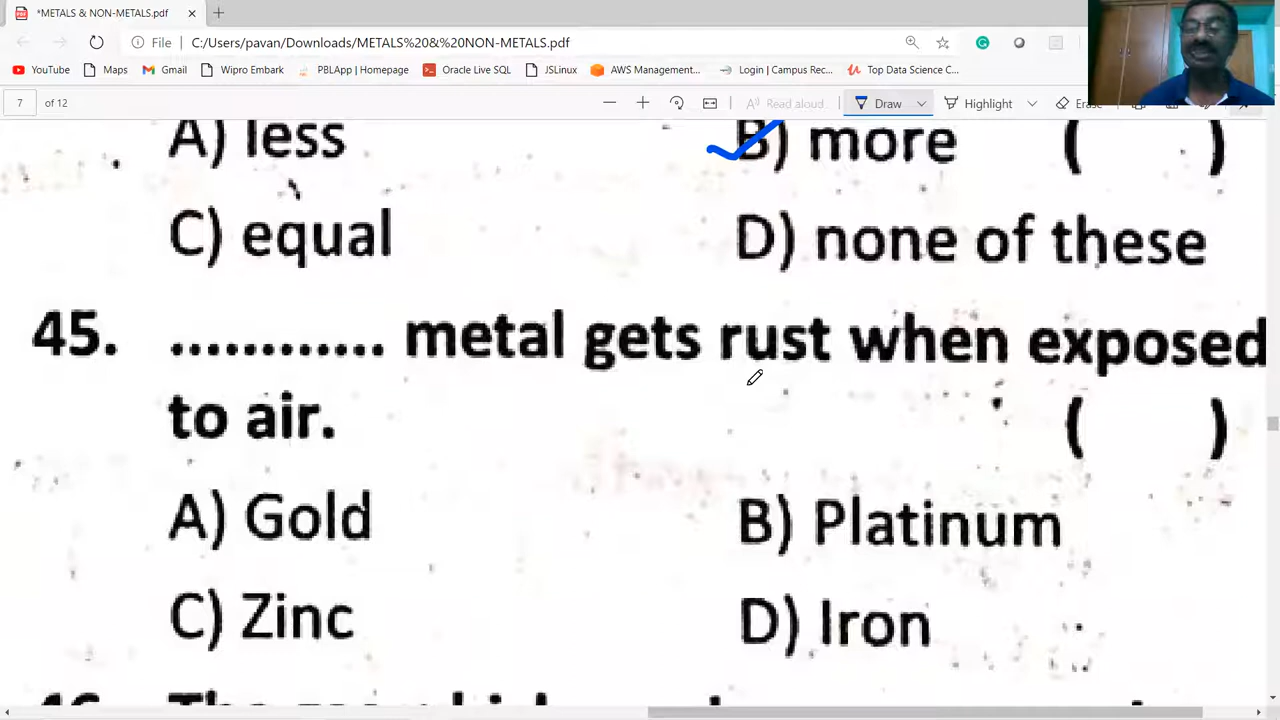 *METALS & NON-METALS.pdf
File C:/Users/pavan/Downloads/METALS%20&%20NON-METALS.pdf
YouTube Maps Gmail Wipro Embark PBLApp | Homepage Oracle Live SQL JSLinux AWS Management... Login | Campus Rec... Top Data Science C...
7 of 12 Read aloud Draw Highlight Erase
A) less B) more ( )
C) equal D) none of these
45. ............ metal gets rust when exposed
to air. ( )
A) Gold B) Platinum
C) Zinc D) Iron